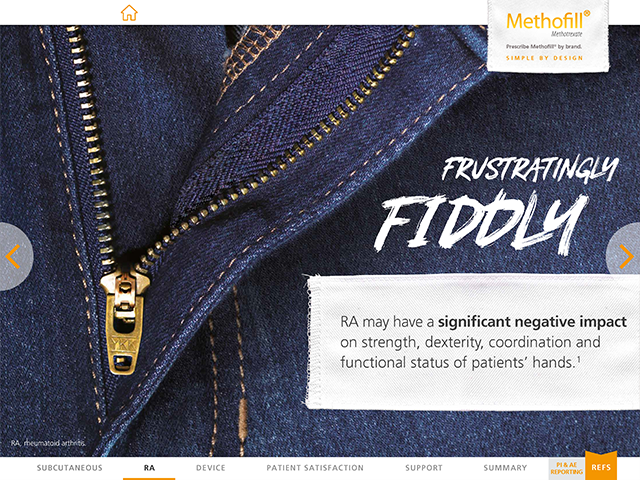 Methofill®
Methotrexate
Prescribe Methofill® by brand.
SIMPLE BY DESIGN
FRUSTRATINGLY
FIDDLY
RA may have a significant negative impact
on strength, dexterity, coordination and
functional status of patients' hands.1
YKK
RA, rheumatoid arthritis.
SUBCUTANEOUS
RA
DEVICE
PATIENT SATISFACTION
SUPPORT
SUMMARY
PI & AE
REPORTING
REFS